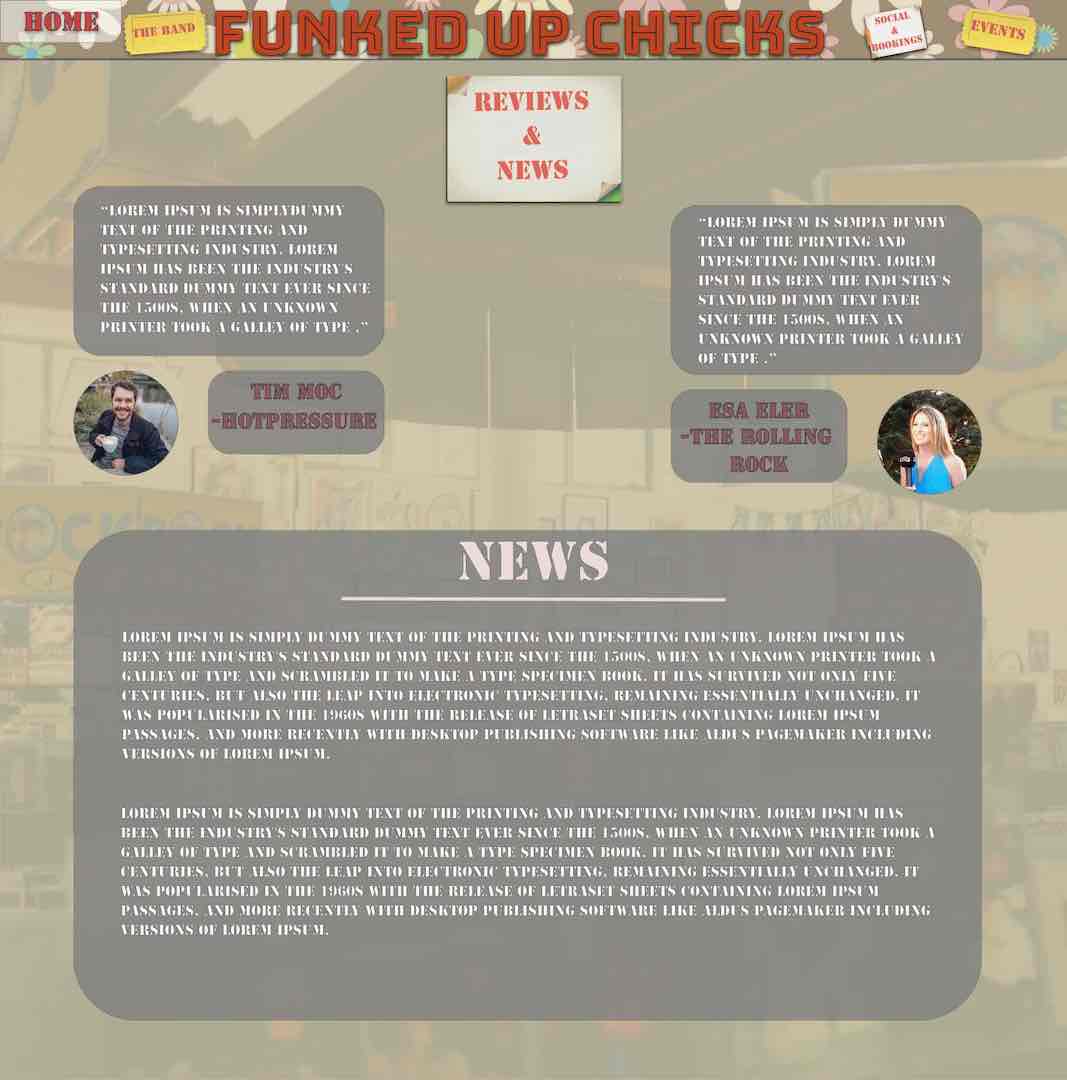 HOME
THE BAND
FUNKED UP CHICKS
SOCIAL
&
BOOKINGS
EVENTS
REVIEWS
&
NEWS
“LOREM IPSUM IS SIMPLYDUMMY
TEXT OF THE PRINTING AND
TYPESETTING INDUSTRY. LOREM
IPSUM HAS BEEN THE INDUSTRY'S
STANDARD DUMMY TEXT EVER SINCE
THE 1500S, WHEN AN UNKNOWN
PRINTER TOOK A GALLEY OF TYPE .”
TIM MOC
-HOTPRESSURE
“LOREM IPSUM IS SIMPLY DUMMY
TEXT OF THE PRINTING AND
TYPESETTING INDUSTRY. LOREM
IPSUM HAS BEEN THE INDUSTRY'S
STANDARD DUMMY TEXT EVER
SINCE THE 1500S, WHEN AN
UNKNOWN PRINTER TOOK A GALLEY
OF TYPE .”
ESA ELER
-THE ROLLING
ROCK
NEWS
LOREM IPSUM IS SIMPLY DUMMY TEXT OF THE PRINTING AND TYPESETTING INDUSTRY. LOREM IPSUM HAS
BEEN THE INDUSTRY'S STANDARD DUMMY TEXT EVER SINCE THE 1500S, WHEN AN UNKNOWN PRINTER TOOK A
GALLEY OF TYPE AND SCRAMBLED IT TO MAKE A TYPE SPECIMEN BOOK. IT HAS SURVIVED NOT ONLY FIVE
CENTURIES, BUT ALSO THE LEAP INTO ELECTRONIC TYPESETTING, REMAINING ESSENTIALLY UNCHANGED. IT
WAS POPULARISED IN THE 1960S WITH THE RELEASE OF LETRASET SHEETS CONTAINING LOREM IPSUM
PASSAGES, AND MORE RECENTLY WITH DESKTOP PUBLISHING SOFTWARE LIKE ALDUS PAGEMAKER INCLUDING
VERSIONS OF LOREM IPSUM.
LOREM IPSUM IS SIMPLY DUMMY TEXT OF THE PRINTING AND TYPESETTING INDUSTRY. LOREM IPSUM HAS
BEEN THE INDUSTRY'S STANDARD DUMMY TEXT EVER SINCE THE 1500S, WHEN AN UNKNOWN PRINTER TOOK A
GALLEY OF TYPE AND SCRAMBLED IT TO MAKE A TYPE SPECIMEN BOOK. IT HAS SURVIVED NOT ONLY FIVE
CENTURIES, BUT ALSO THE LEAP INTO ELECTRONIC TYPESETTING, REMAINING ESSENTIALLY UNCHANGED. IT
WAS POPULARISED IN THE 1960S WITH THE RELEASE OF LETRASET SHEETS CONTAINING LOREM IPSUM
PASSAGES, AND MORE RECENTLY WITH DESKTOP PUBLISHING SOFTWARE LIKE ALDUS PAGEMAKER INCLUDING
VERSIONS OF LOREM IPSUM.